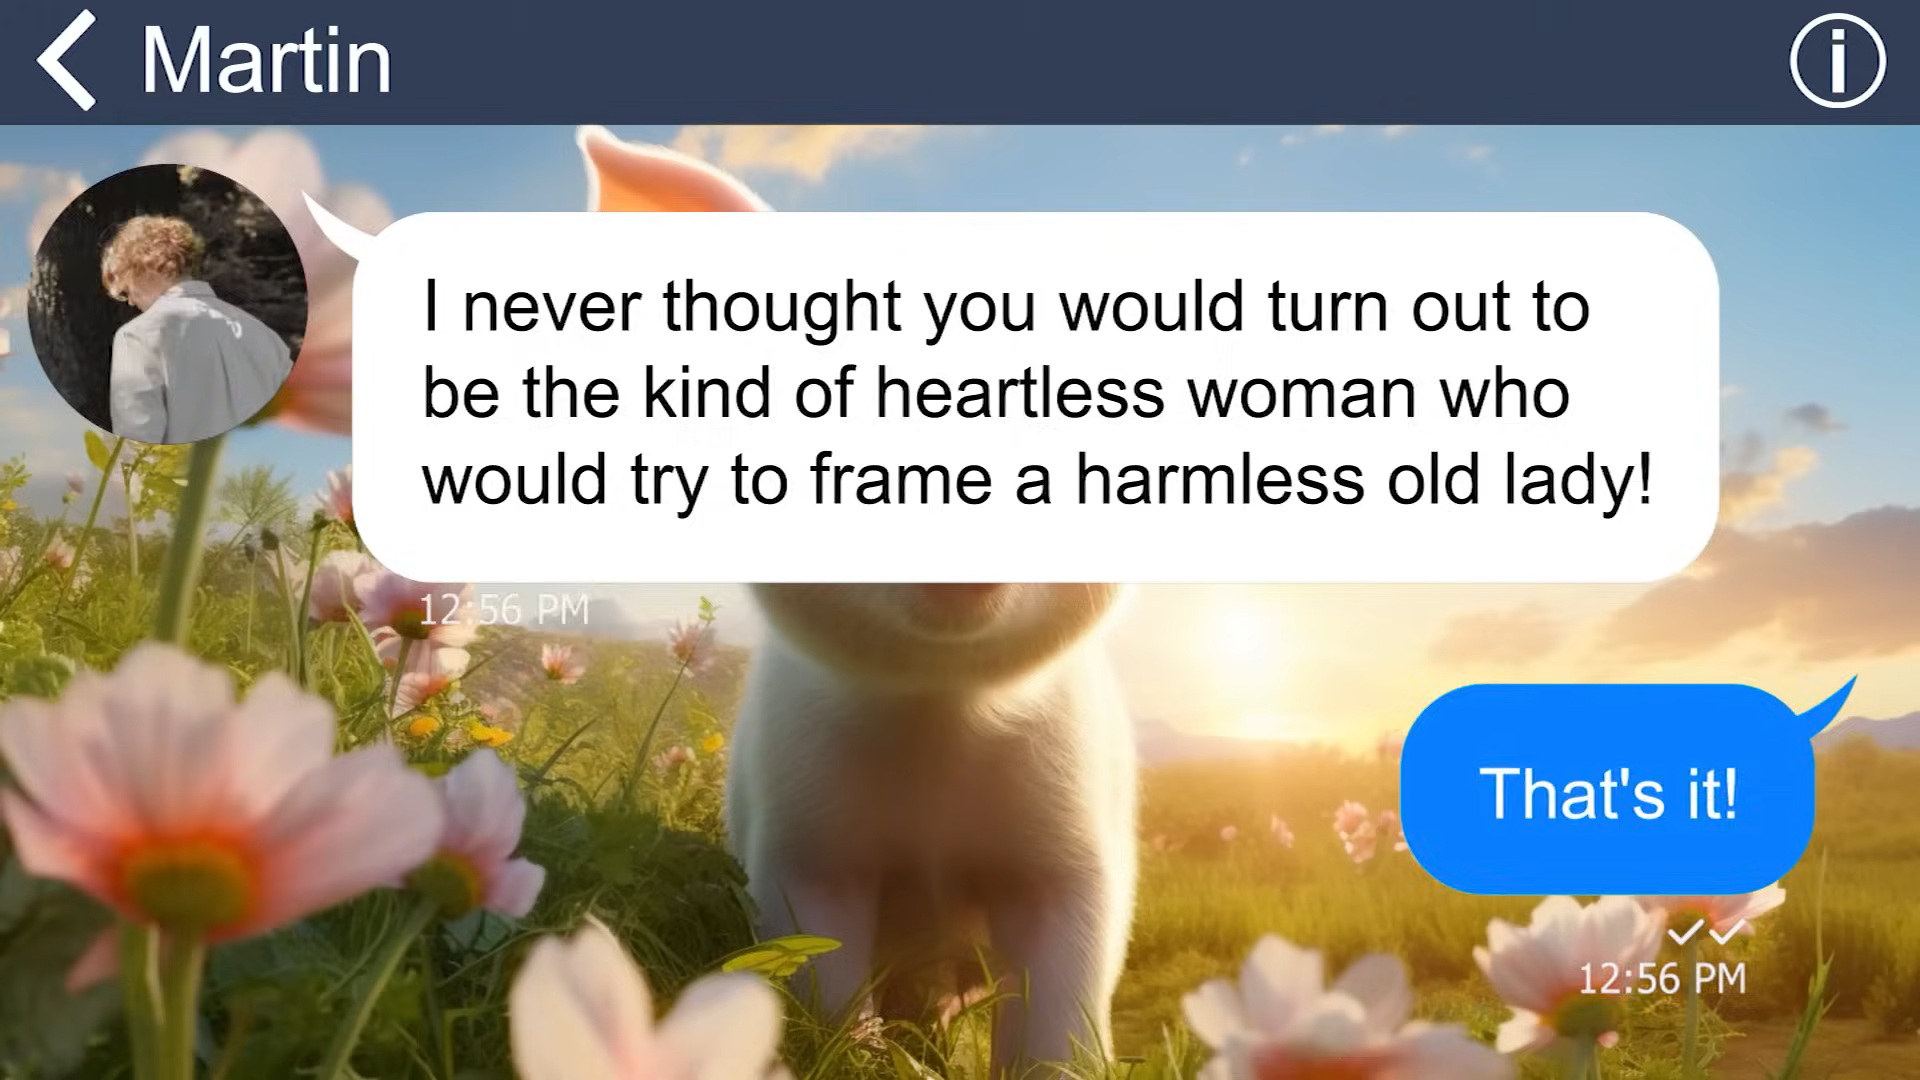 Martin
I never thought you would turn out to
be the kind of heartless woman who
would try to frame a harmless old lady!
12:56 PM
That's it!
12:56 PM